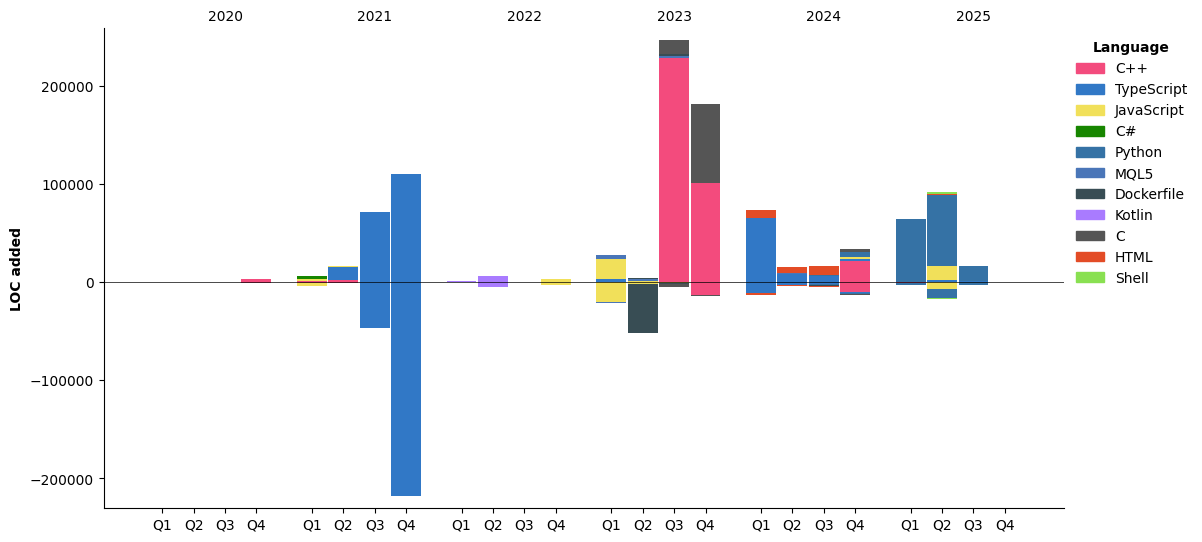 2020 2021 2022 2023 2024 2025
Language
C++
TypeScript
JavaScript
C#
Python
MQL5
Dockerfile
Kotlin
C
HTML
Shell
LOC added
200000
100000
0
−100000
−200000
Q1 Q2 Q3 Q4 Q1 Q2 Q3 Q4 Q1 Q2 Q3 Q4 Q1 Q2 Q3 Q4 Q1 Q2 Q3 Q4 Q1 Q2 Q3 Q4